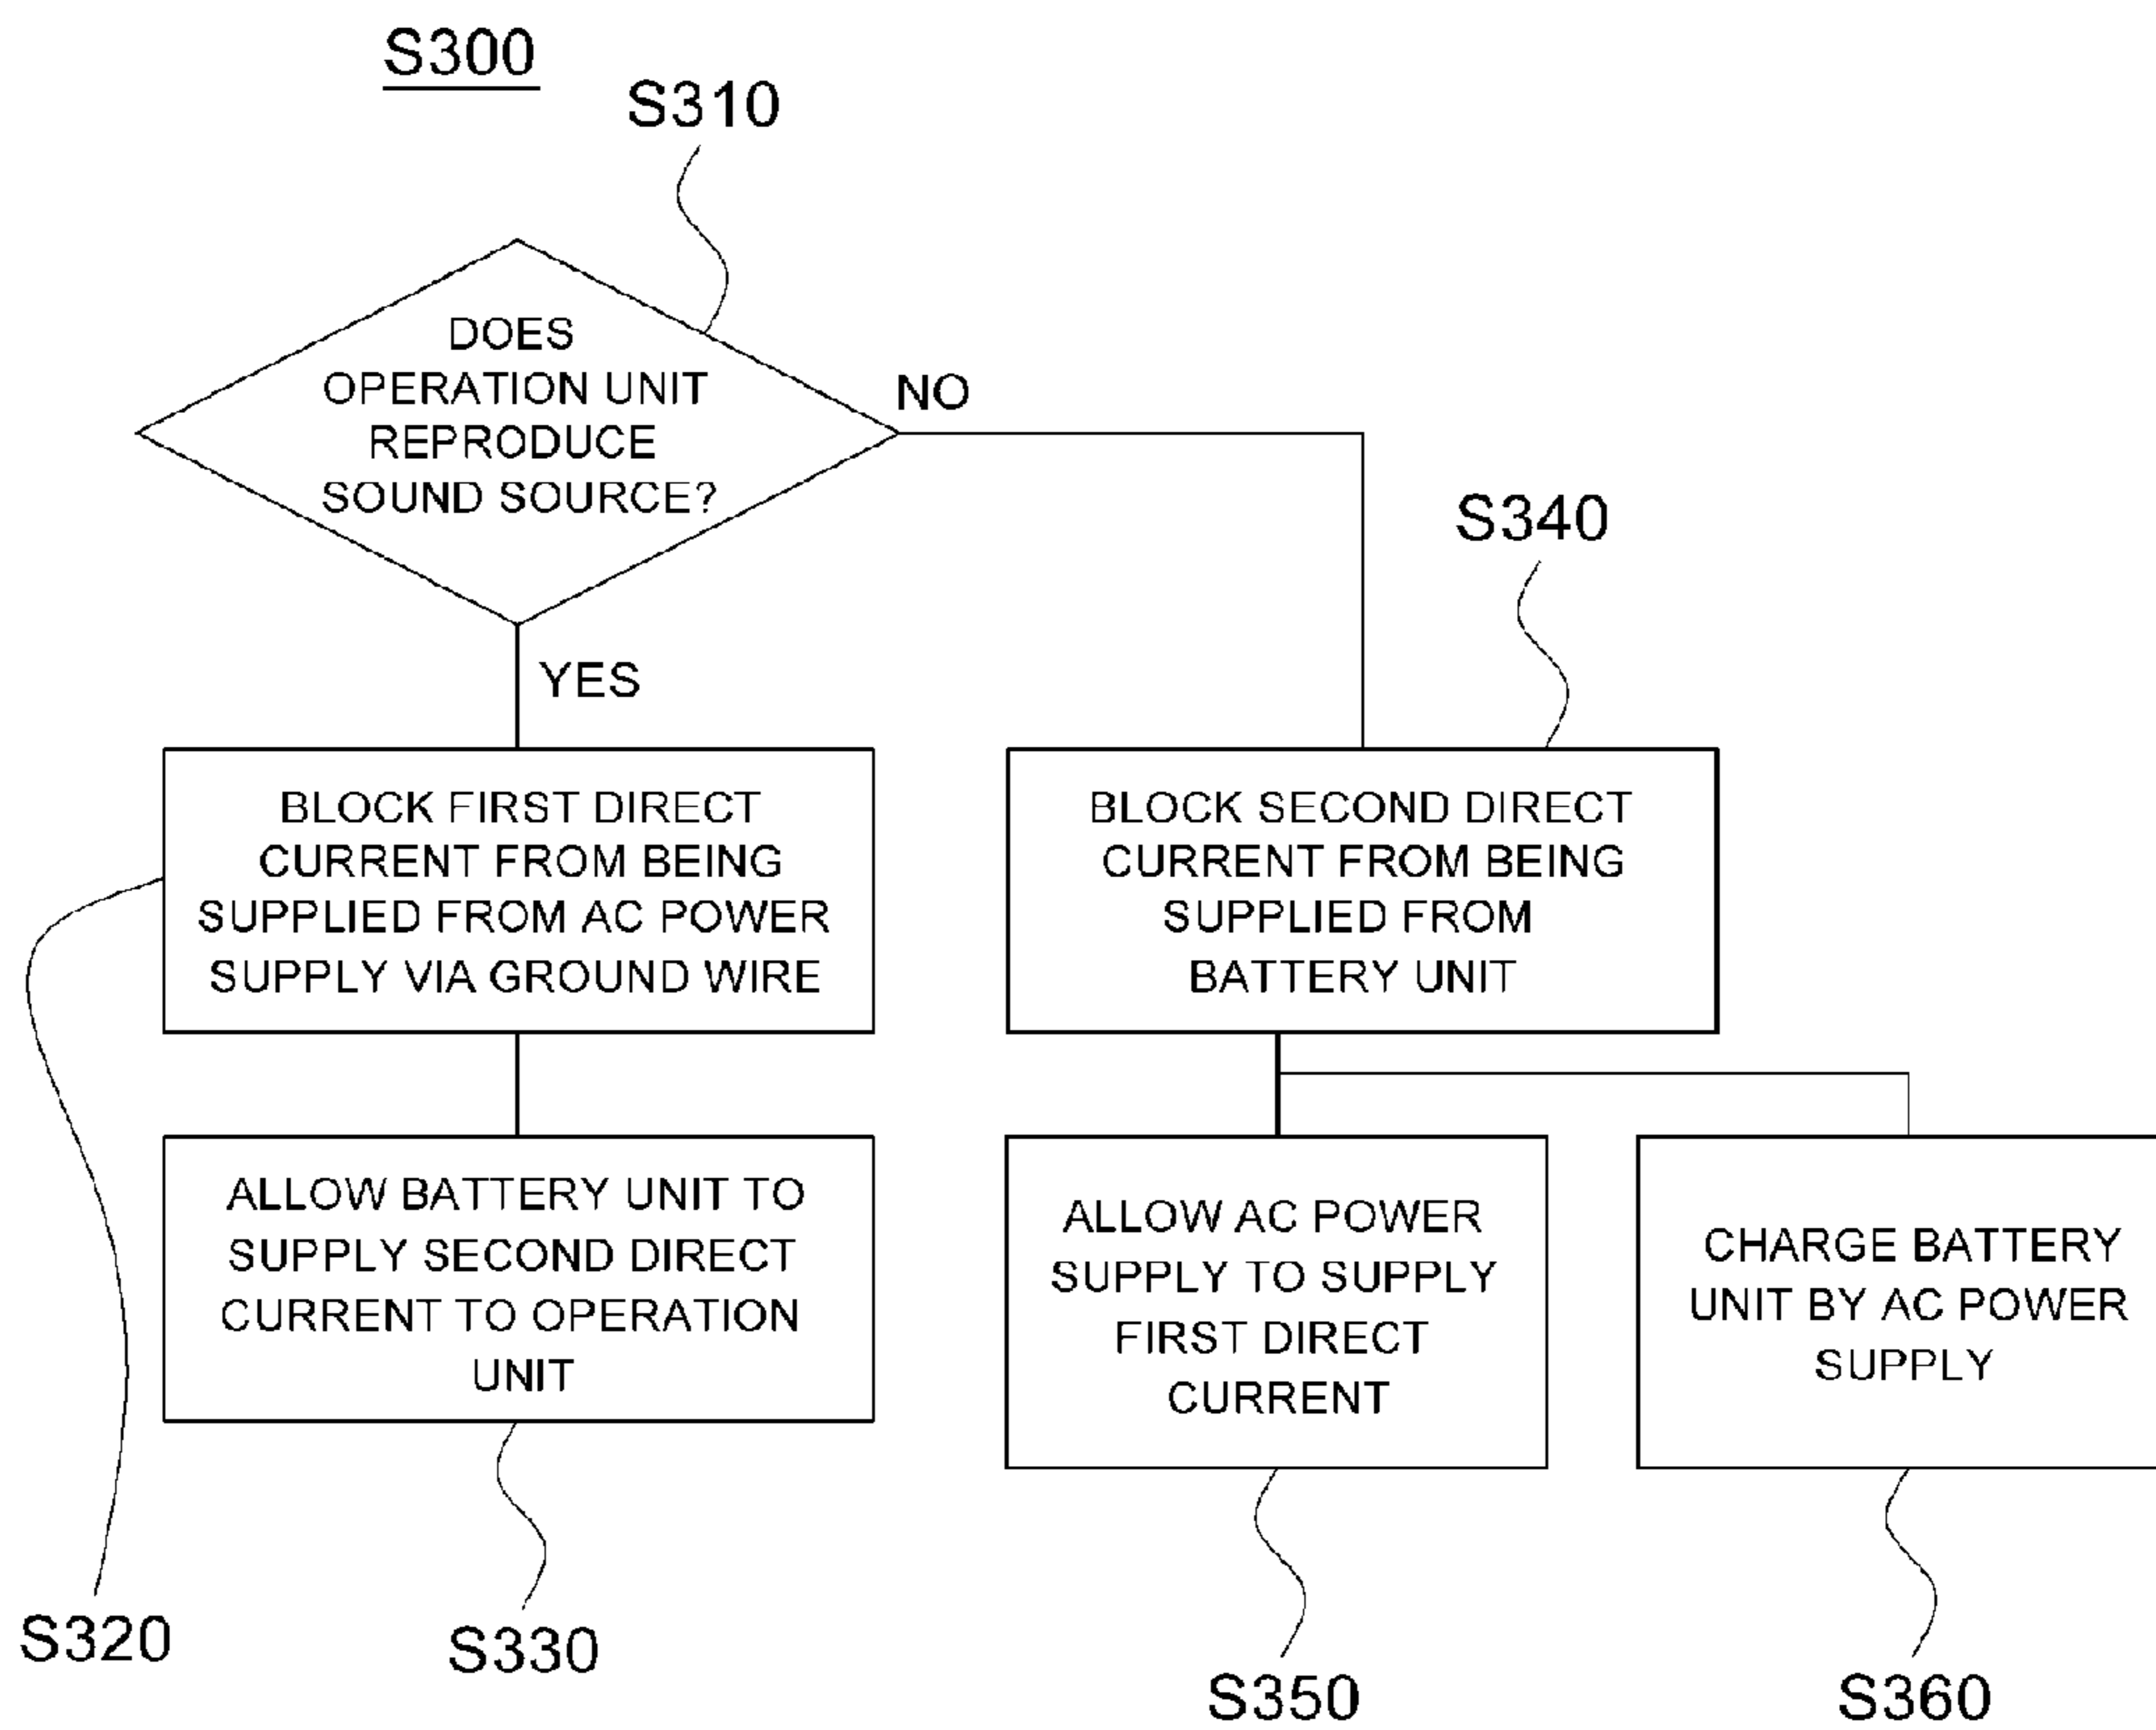 S300
S310
DOES
OPERATION UNIT
REPRODUCE
SOUND SOURCE?
NO
YES
S340
BLOCK FIRST DIRECT
CURRENT FROM BEING
SUPPLIED FROM AC POWER
SUPPLY VIA GROUND WIRE
BLOCK SECOND DIRECT
CURRENT FROM BEING
SUPPLIED FROM
BATTERY UNIT
ALLOW BATTERY UNIT TO
SUPPLY SECOND DIRECT
CURRENT TO OPERATION
UNIT
ALLOW AC POWER
SUPPLY TO SUPPLY
FIRST DIRECT
CURRENT
CHARGE BATTERY
UNIT BY AC POWER
SUPPLY
S320
S330
S350
S360